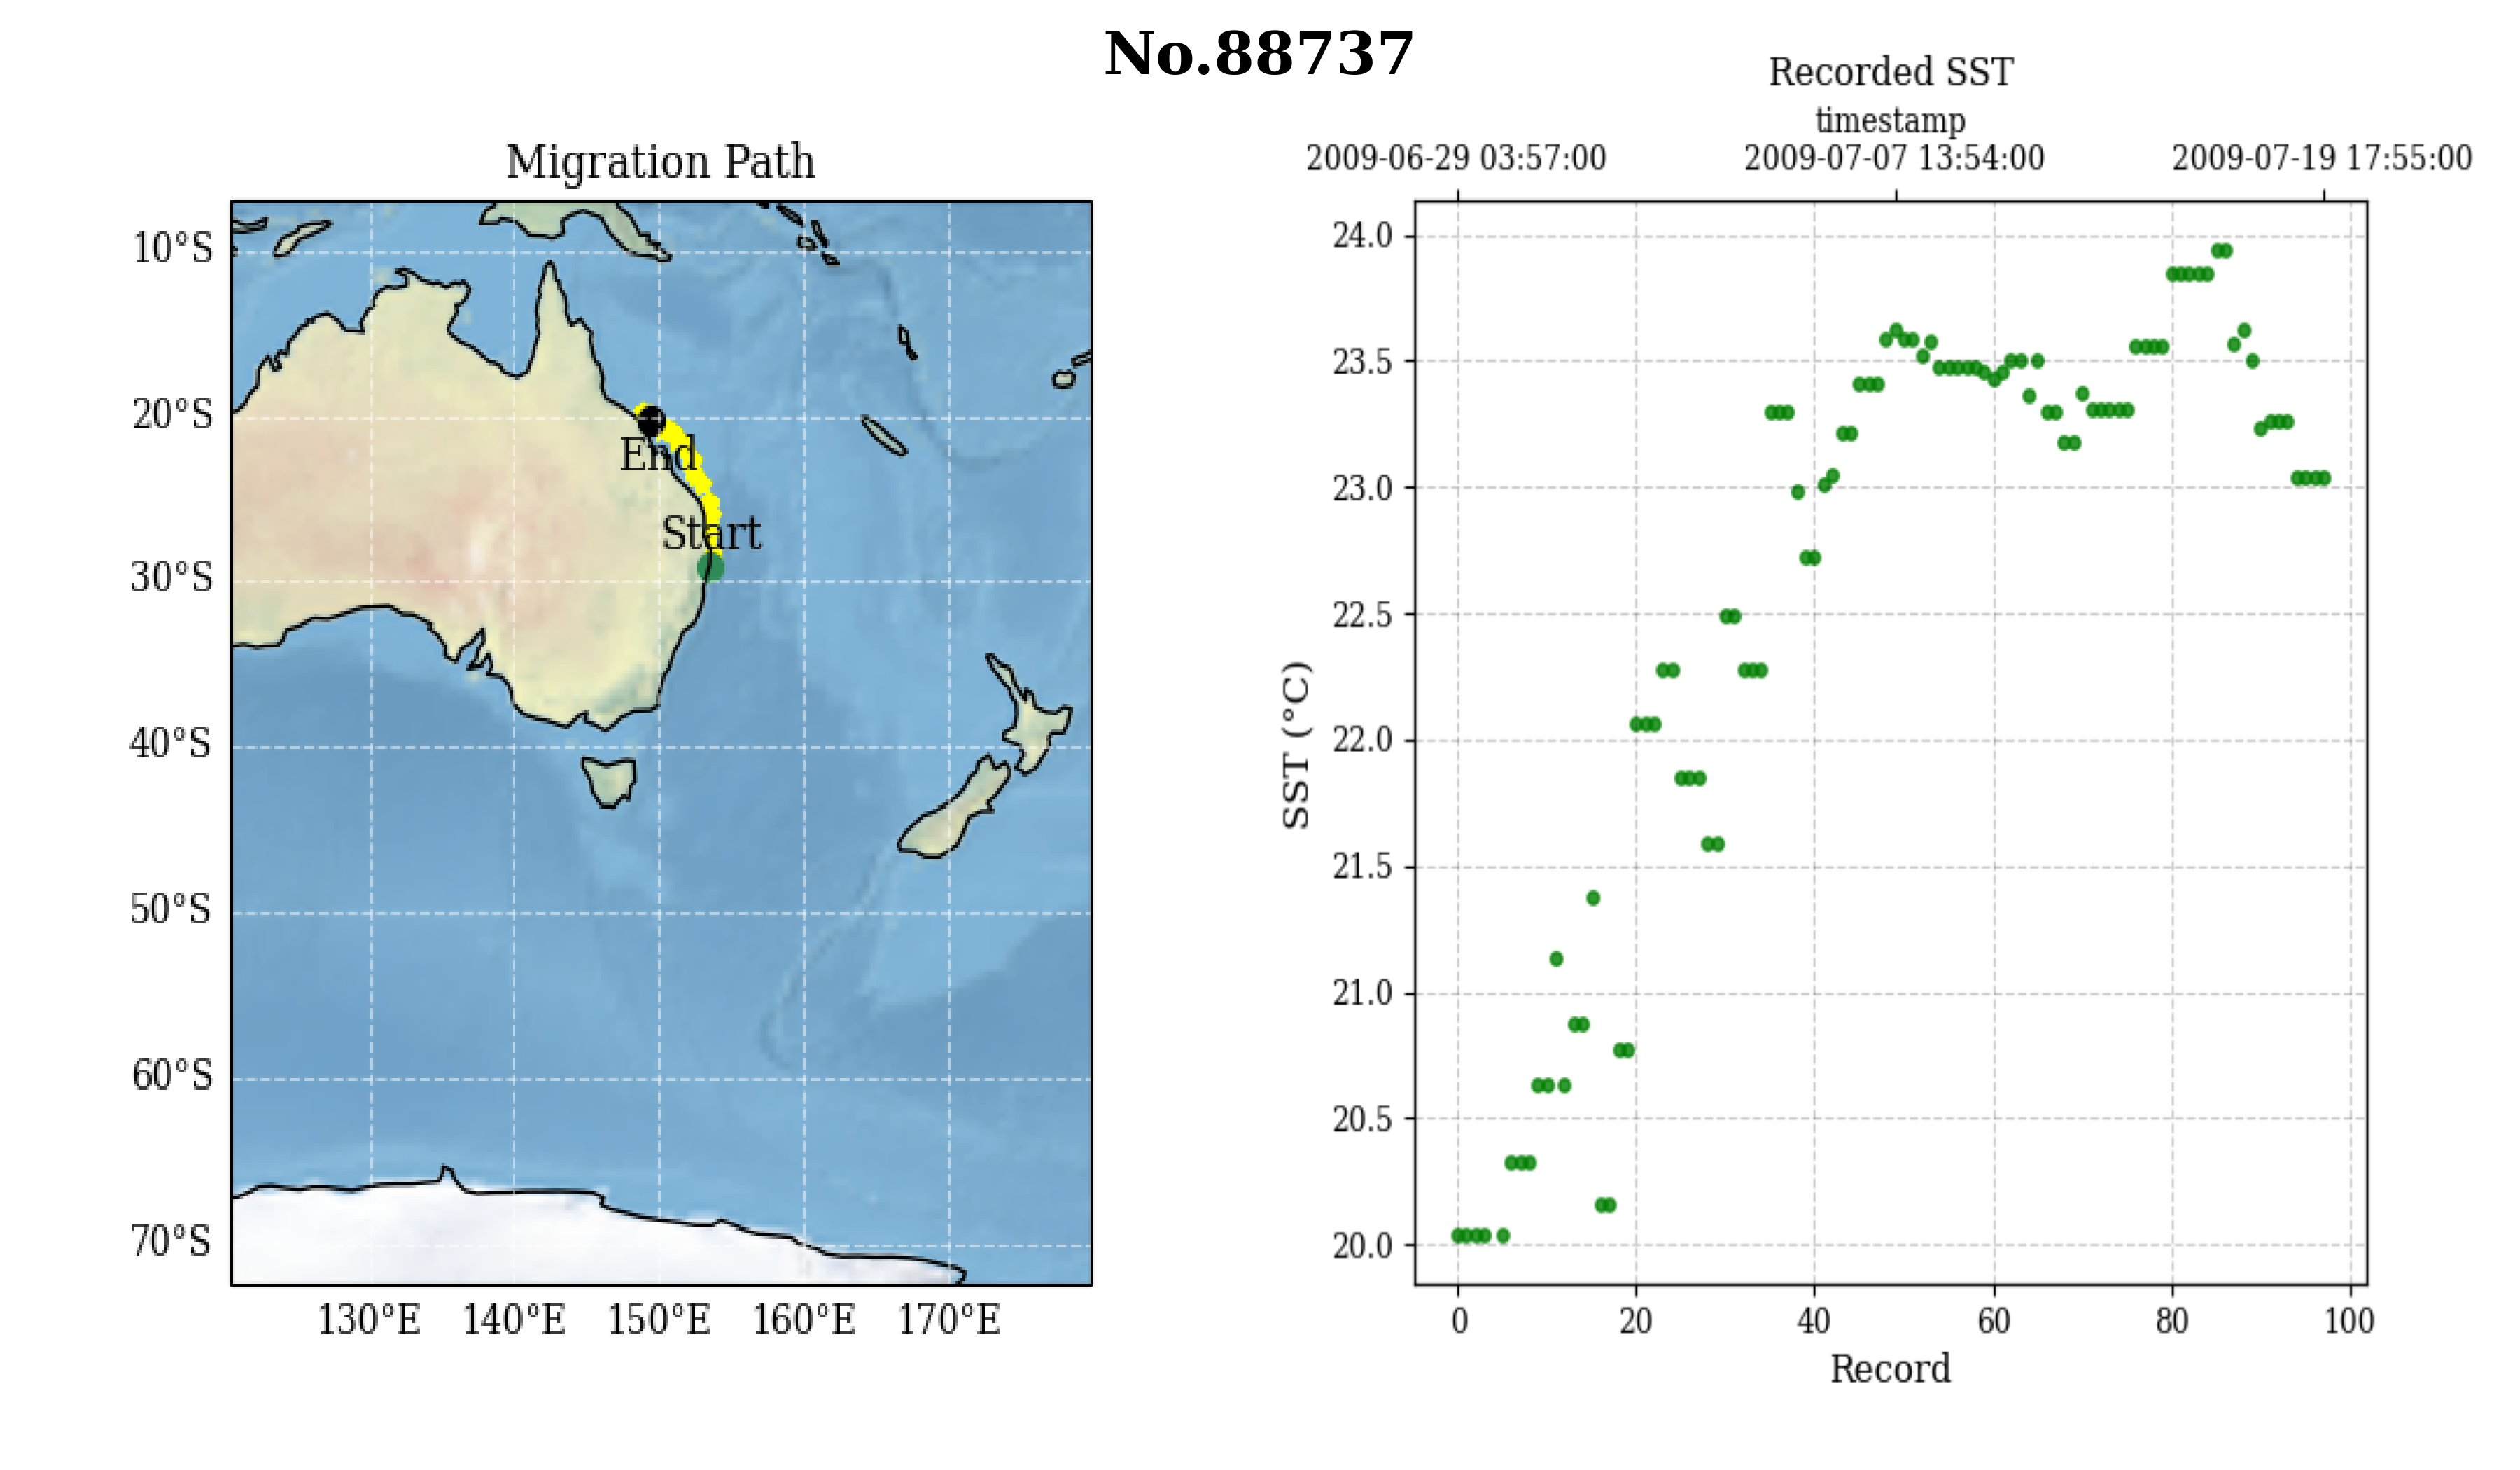 No.88737
Migration Path
10°S
20°S
30°S
40°S
50°S
60°S
70°S
130°E 140°E 150°E 160°E 170°E
End
Start
Recorded SST
timestamp
2009-06-29 03:57:00 2009-07-07 13:54:00 2009-07-19 17:55:00
24.0
23.5
23.0
22.5
22.0
21.5
21.0
20.5
20.0
SST (°C)
0 20 40 60 80 100
Record